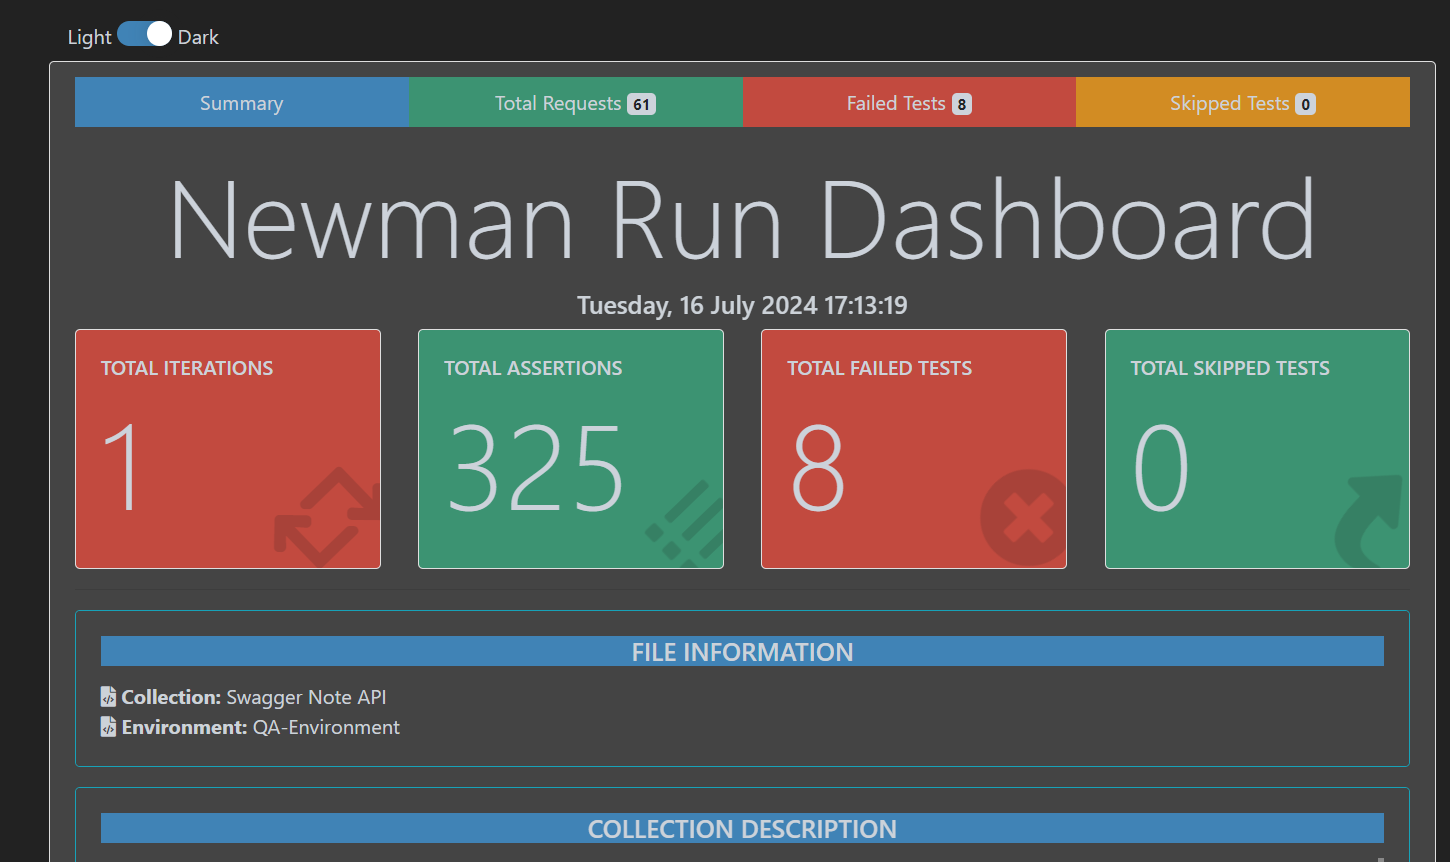 Light Dark
Summary Total Requests 61 Failed Tests 8 Skipped Tests 0
Newman Run Dashboard
Tuesday, 16 July 2024 17:13:19
TOTAL ITERATIONS TOTAL ASSERTIONS TOTAL FAILED TESTS TOTAL SKIPPED TESTS
1 325 8 0
FILE INFORMATION
Collection: Swagger Note API
Environment: QA-Environment
COLLECTION DESCRIPTION